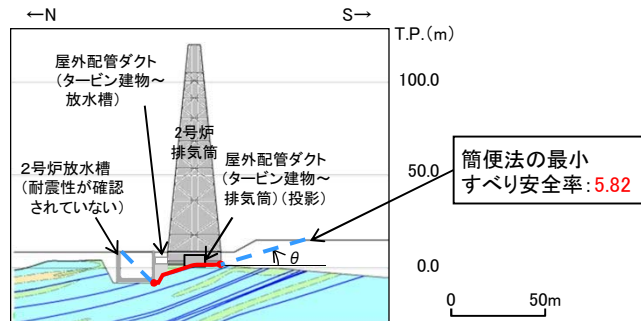 ←N
S→
T.P.(m)
屋外配管ダクト
(タービン建物～
放水槽)
100.0
2号炉
排気筒
2号炉放水槽
(耐震性が確認
されていない)
屋外配管ダクト
(タービン建物～
排気筒)(投影)
50.0
簡便法の最小
すべり安全率:5.82
θ
0.0
0
50m